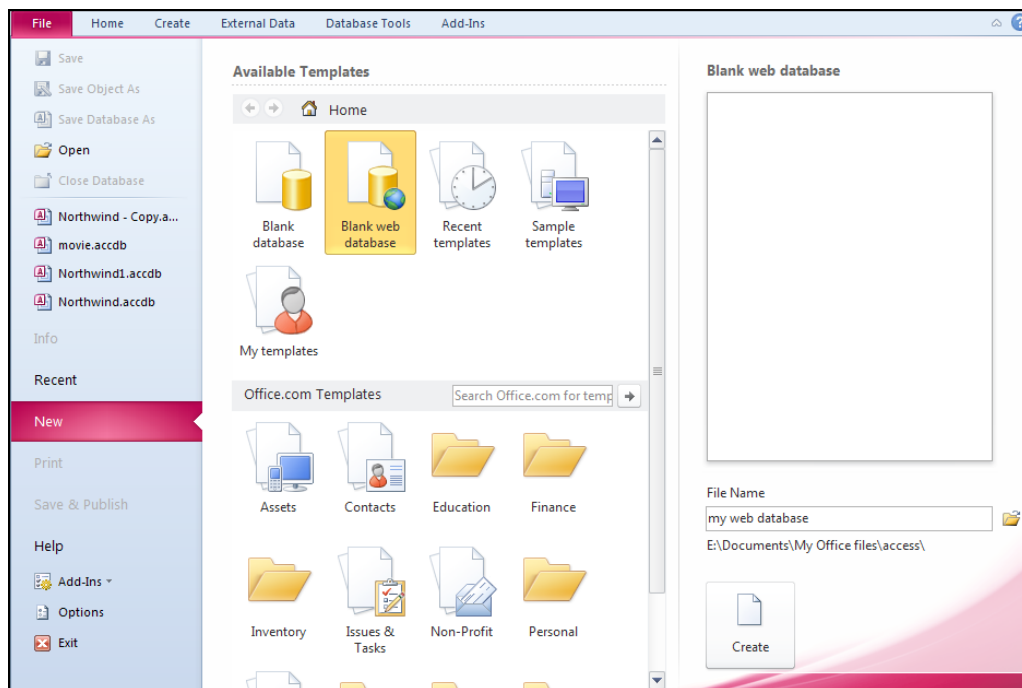 File Home Create External Data Database Tools Add-Ins
Save
Save Object As
Save Database As
Open
Close Database
Northwind - Copy.a...
movie.accdb
Northwind1.accdb
Northwind.accdb
Info
Recent
New
Print
Save & Publish
Help
Add-Ins
Options
Exit
Available Templates
Home
Blank
database
Blank web
database
Recent
templates
Sample
templates
My templates
Office.com Templates
Search Office.com for temp
Assets
Contacts
Education
Finance
Inventory
Issues &
Tasks
Non-Profit
Personal
Blank web database
File Name
my web database
E:\Documents\My Office files\access\
Create